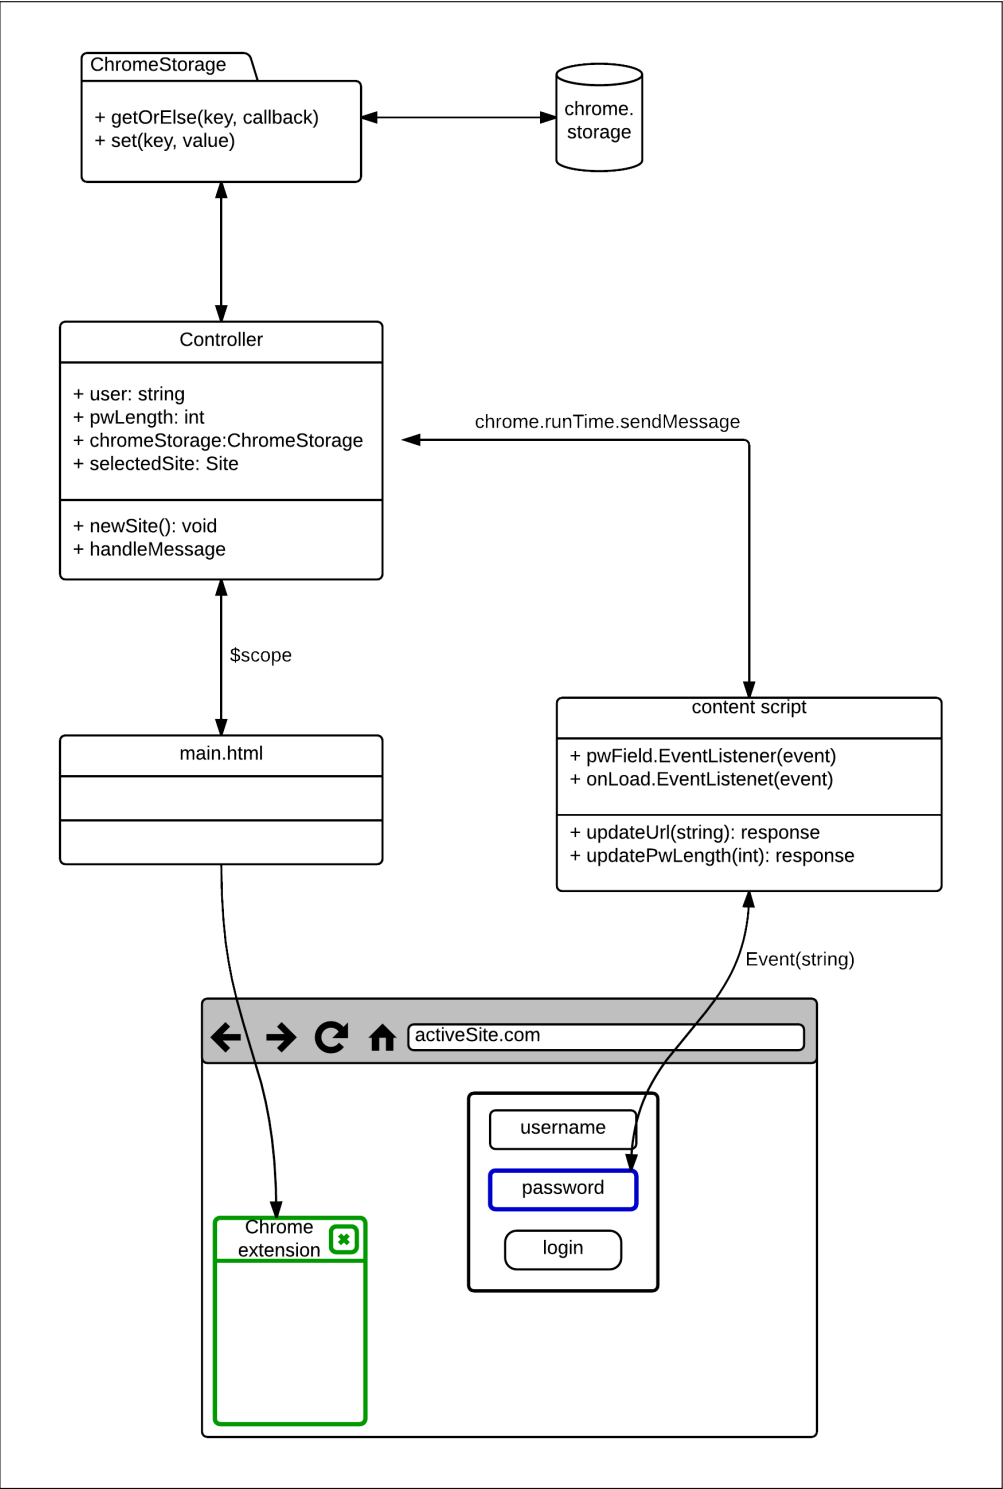 ChromeStorage
+ getOrElse(key, callback)
+ set(key, value)
chrome.
storage
Controller
+ user: string
+ pwLength: int
+ chromeStorage:ChromeStorage
+ selectedSite: Site
+ newSite(): void
+ handleMessage
chrome.runTime.sendMessage
$scope
main.html
content script
+ pwField.EventListener(event)
+ onLoad.EventListenet(event)
+ updateUrl(string): response
+ updatePwLength(int): response
Event(string)
activeSite.com
username
password
login
Chrome
extension